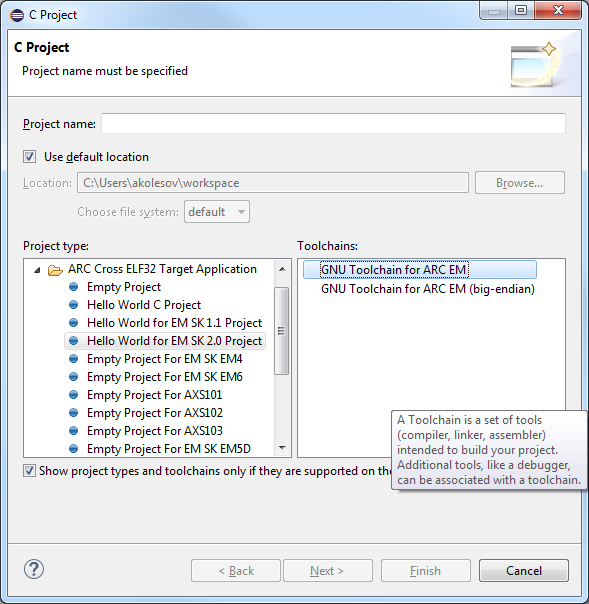 C Project
C Project
Project name must be specified
Project name:
Use default location
Location: C:\Users\akolesov\workspace Browse...
Choose file system: default
Project type: Toolchains:
ARC Cross ELF32 Target Application
Empty Project
Hello World C Project
Hello World for EM SK 1.1 Project
Hello World for EM SK 2.0 Project
Empty Project For EM SK EM4
Empty Project For EM SK EM6
Empty Project For AXS101
Empty Project For AXS102
Empty Project For AXS103
Empty Project For EM SK EM5D
GNU Toolchain for ARC EM
GNU Toolchain for ARC EM (big-endian)
A Toolchain is a set of tools
(compiler, linker, assembler)
intended to build your project.
Additional tools, like a debugger,
can be associated with a toolchain.
Show project types and toolchains only if they are supported on the
? < Back Next > Finish Cancel